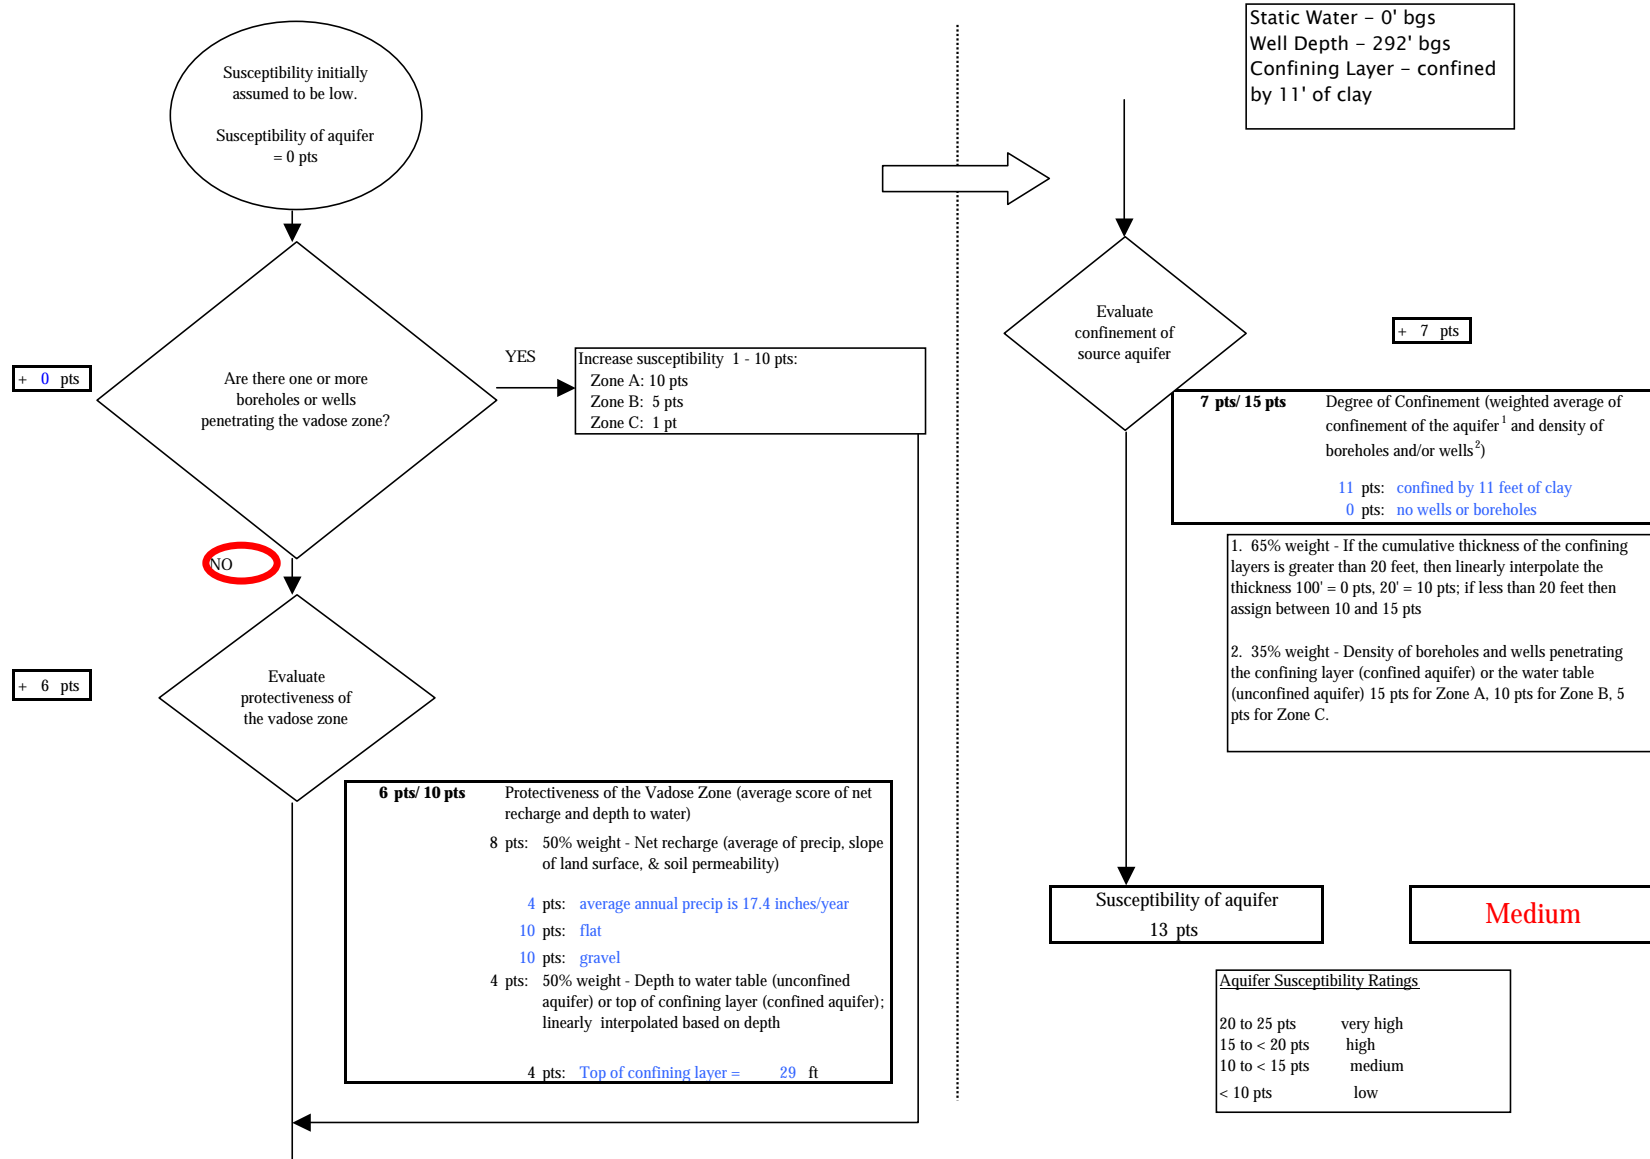 Susceptibility initially
assumed to be low.
Susceptibility of aquifer
= 0 pts
+ 0 pts
Are there one or more
boreholes or wells
penetrating the vadose zone?
YES
Increase susceptibility 1 - 10 pts:
Zone A: 10 pts
Zone B: 5 pts
Zone C: 1 pt
NO
+ 6 pts
Evaluate
protectiveness of
the vadose zone
6 pts/ 10 pts Protectiveness of the Vadose Zone (average score of net
recharge and depth to water)
8 pts: 50% weight - Net recharge (average of precip, slope
of land surface, & soil permeability)
4 pts: average annual precip is 17.4 inches/year
10 pts: flat
10 pts: gravel
4 pts: 50% weight - Depth to water table (unconfined
aquifer) or top of confining layer (confined aquifer);
linearly interpolated based on depth
4 pts: Top of confining layer = 29 ft
Static Water – 0' bgs
Well Depth – 292' bgs
Confining Layer – confined
by 11' of clay
Evaluate
confinement of
source aquifer
+ 7 pts
7 pts/ 15 pts Degree of Confinement (weighted average of
confinement of the aquifer1 and density of
boreholes and/or wells2)
11 pts: confined by 11 feet of clay
0 pts: no wells or boreholes
1. 65% weight - If the cumulative thickness of the confining
layers is greater than 20 feet, then linearly interpolate the
thickness 100' = 0 pts, 20' = 10 pts; if less than 20 feet then
assign between 10 and 15 pts
2. 35% weight - Density of boreholes and wells penetrating
the confining layer (confined aquifer) or the water table
(unconfined aquifer) 15 pts for Zone A, 10 pts for Zone B, 5
pts for Zone C.
Susceptibility of aquifer
13 pts
Medium
Aquifer Susceptibility Ratings
20 to 25 pts very high
15 to < 20 pts high
10 to < 15 pts medium
< 10 pts low